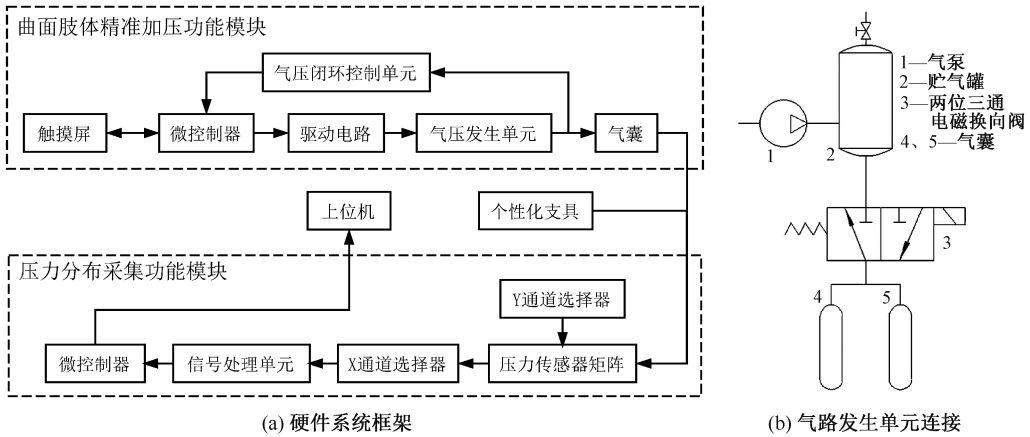 曲面肢体精准加压功能模块
气压闭环控制单元
触摸屏
微控制器
驱动电路
气压发生单元
气囊
上位机
个性化支具
压力分布采集功能模块
Y通道选择器
微控制器
信号处理单元
X通道选择器
压力传感器矩阵
(a) 硬件系统框架
1—气泵
2—贮气罐
3—两位三通
电磁换向阀
4、5—气囊
1
2
3
4
5
(b) 气路发生单元连接